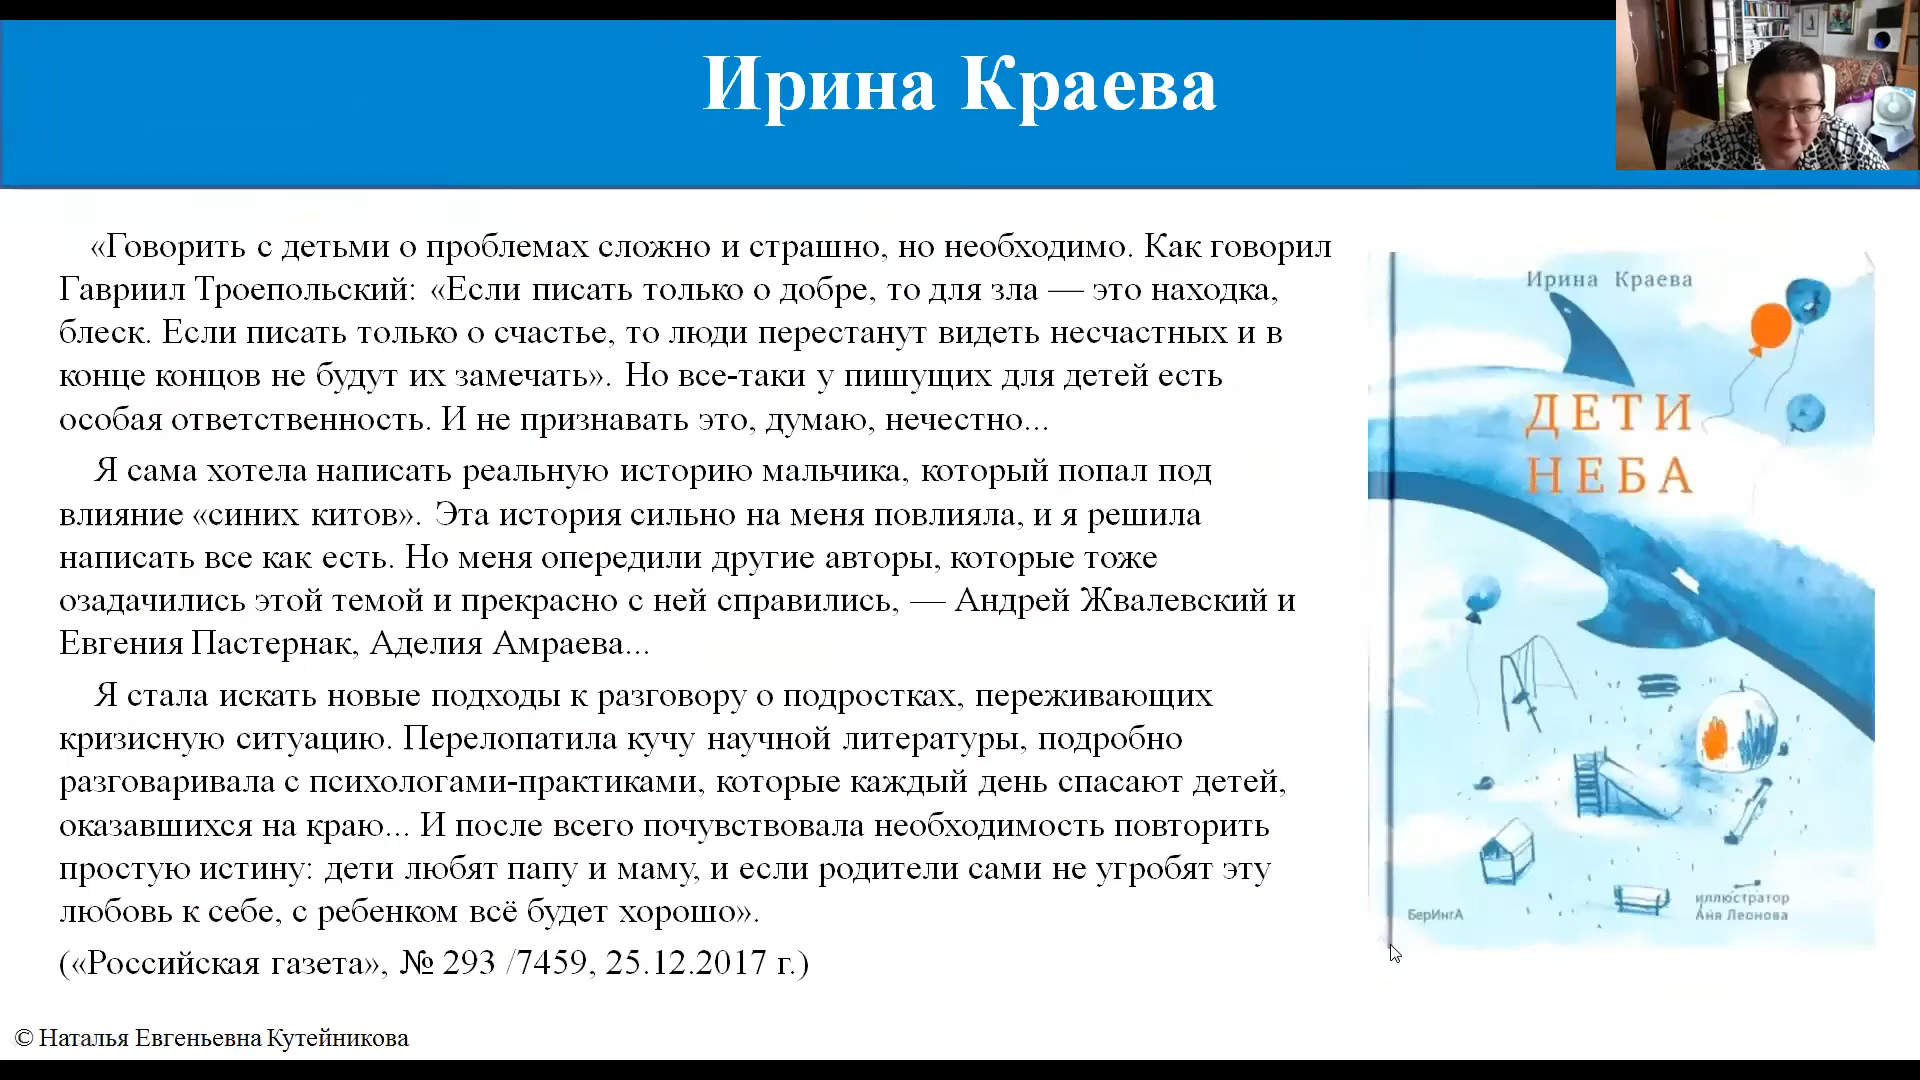 Ирина Краева
«Говорить с детьми о проблемах сложно и страшно, но необходимо. Как говорил
Гавриил Троепольский: «Если писать только о добре, то для зла — это находка,
блеск. Если писать только о счастье, то люди перестанут видеть несчастных и в
конце концов не будут их замечать». Но все-таки у пишущих для детей есть
особая ответственность. И не признавать это, думаю, нечестно...
Я сама хотела написать реальную историю мальчика, который попал под
влияние «синих китов». Эта история сильно на меня повлияла, и я решила
написать все как есть. Но меня опередили другие авторы, которые тоже
озадачились этой темой и прекрасно с ней справились, — Андрей Жвалевский и
Евгения Пастернак, Аделия Амраева...
Я стала искать новые подходы к разговору о подростках, переживающих
кризисную ситуацию. Перелопатила кучу научной литературы, подробно
разговаривала с психологами-практиками, которые каждый день спасают детей,
оказавшихся на краю... И после всего почувствовала необходимость повторить
простую истину: дети любят папу и маму, и если родители сами не угробят эту
любовь к себе, с ребенком всё будет хорошо».
(«Российская газета», № 293 /7459, 25.12.2017 г.)
Ирина Краева
ДЕТИ
НЕБА
БерИнгА
иллюстратор
Аня Леонова
© Наталья Евгеньевна Кутейникова